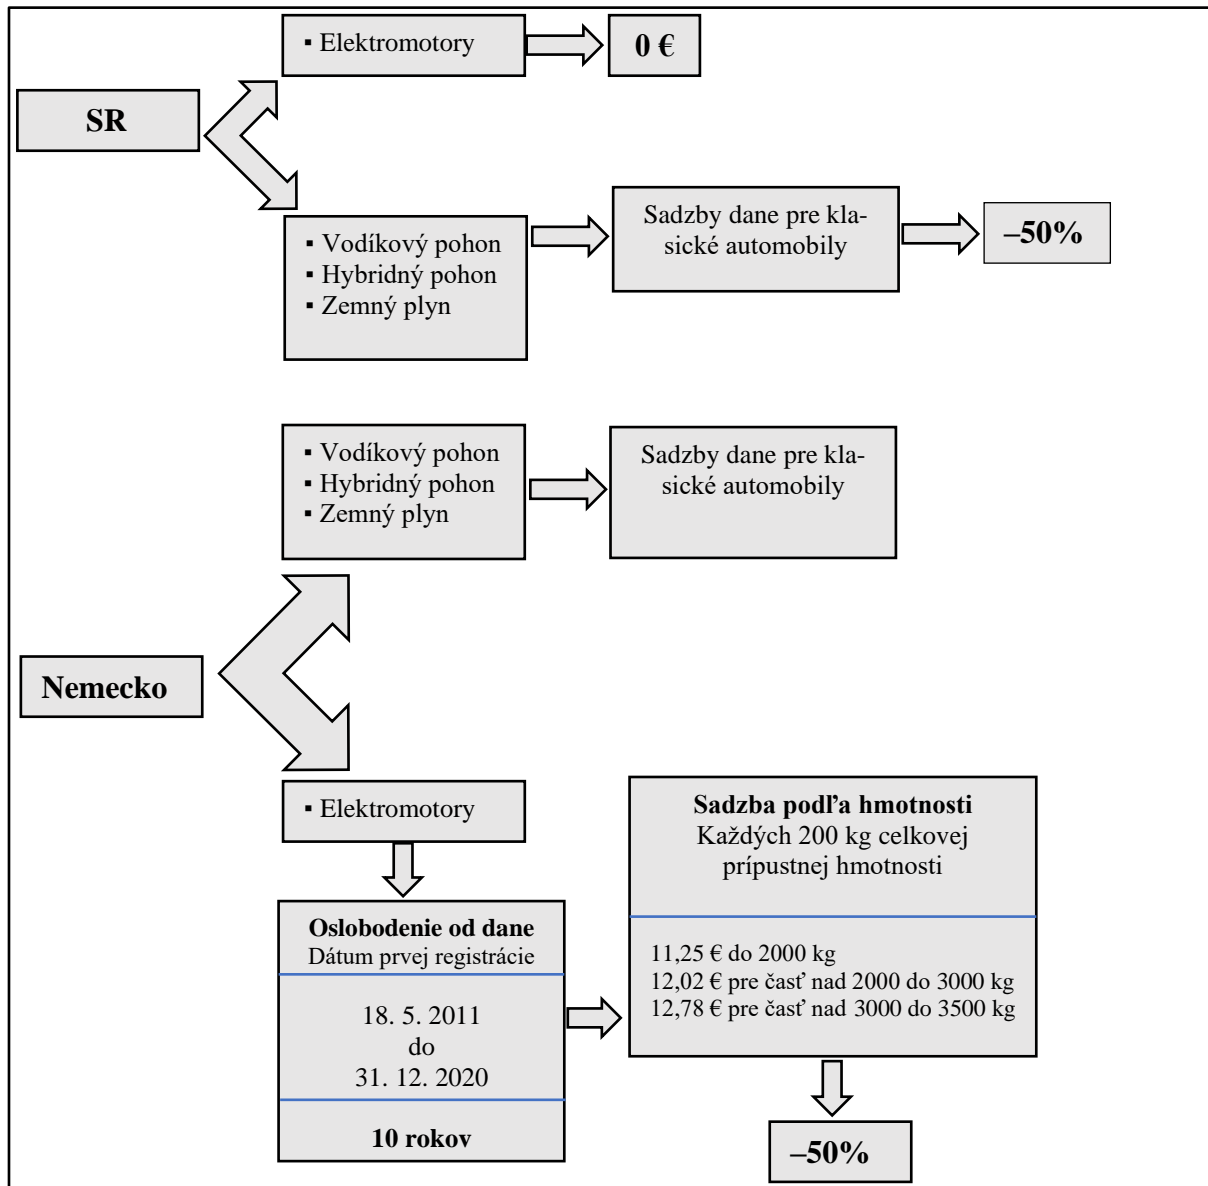 ▪ Elektromotory
0 €
SR
▪ Vodíkový pohon
▪ Hybridný pohon
▪ Zemný plyn
Sadzby dane pre kla-
sické automobily
–50%
▪ Vodíkový pohon
▪ Hybridný pohon
▪ Zemný plyn
Sadzby dane pre kla-
sické automobily
Nemecko
▪ Elektromotory
Oslobodenie od dane
Dátum prvej registrácie
18. 5. 2011
do
31. 12. 2020
10 rokov
Sadzba podľa hmotnosti
Každých 200 kg celkovej
prípustnej hmotnosti
11,25 € do 2000 kg
12,02 € pre časť nad 2000 do 3000 kg
12,78 € pre časť nad 3000 do 3500 kg
–50%